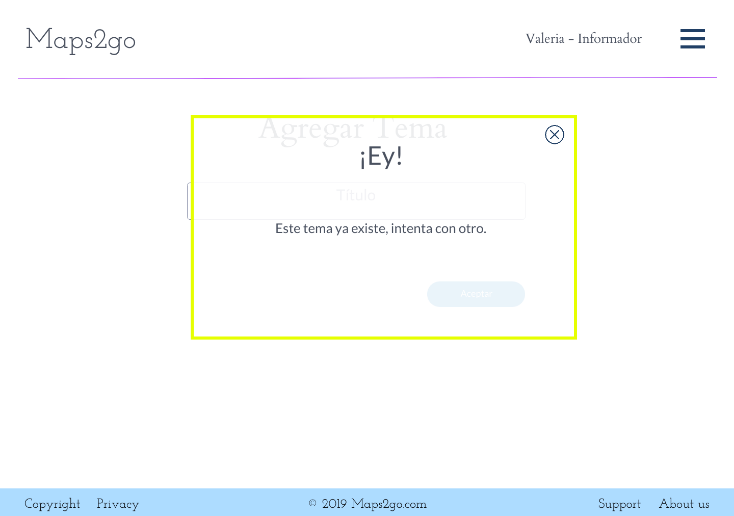 Maps2go
Valeria - Informador
Agregar Tema
¡Ey!
Título
Este tema ya existe, intenta con otro.
Aceptar
Copyright Privacy © 2019 Maps2go.com Support About us